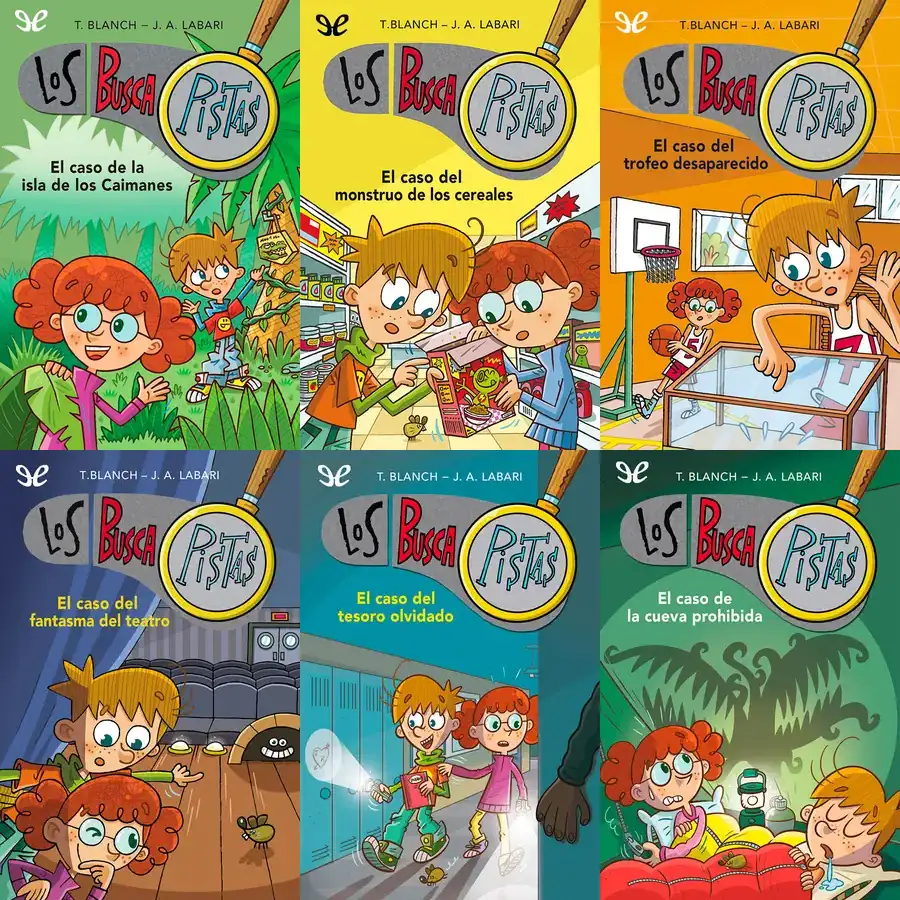 T. BLANCH – J. A. LABARI
LOS BUSCA PISTAS
El caso de la
isla de los Caimanes
T.BLANCH – J. A. LABARI
LOS BUSCA PISTAS
El caso del
monstruo de los cereales
T. BLANCH – J. A. LABARI
LOS BUSCA PISTAS
El caso del
trofeo desaparecido
T.BLANCH – J. A. LABARI
LOS BUSCA PISTAS
El caso del
fantasma del teatro
T. BLANCH – J. A. LABARI
LOS BUSCA PISTAS
El caso del
tesoro olvidado
T. BLANCH – J. A. LABARI
LOS BUSCA PISTAS
El caso de
la cueva prohibida